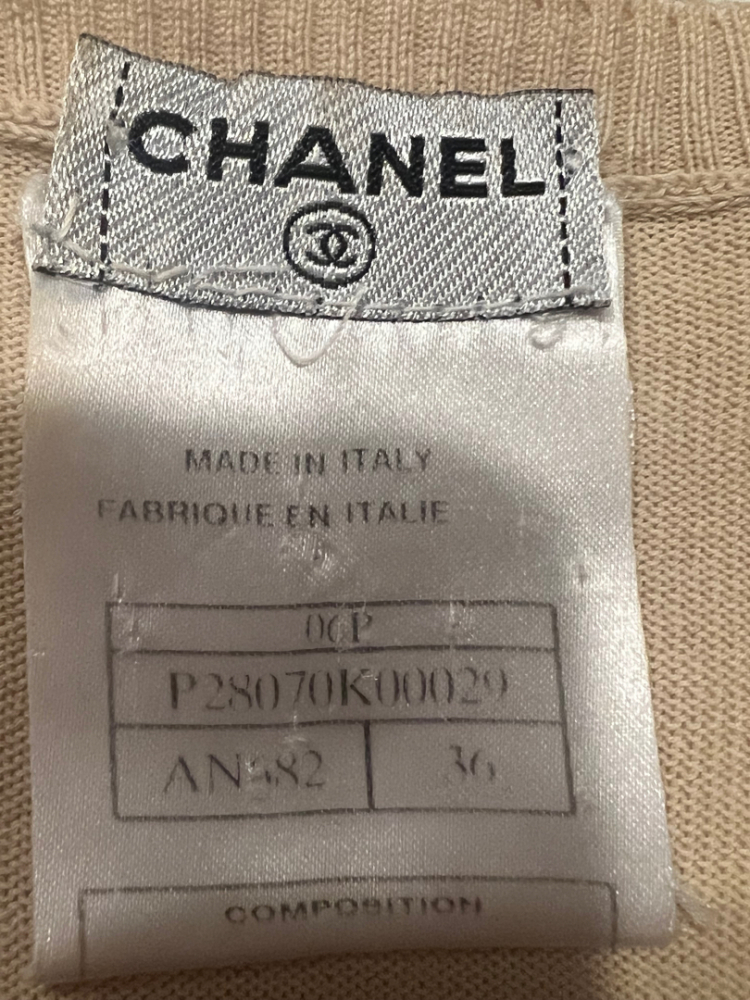 CHANEL
MADE IN ITALY
FABRIQUE EN ITALIE
06P
P28070K00029
36
COMPOSITION